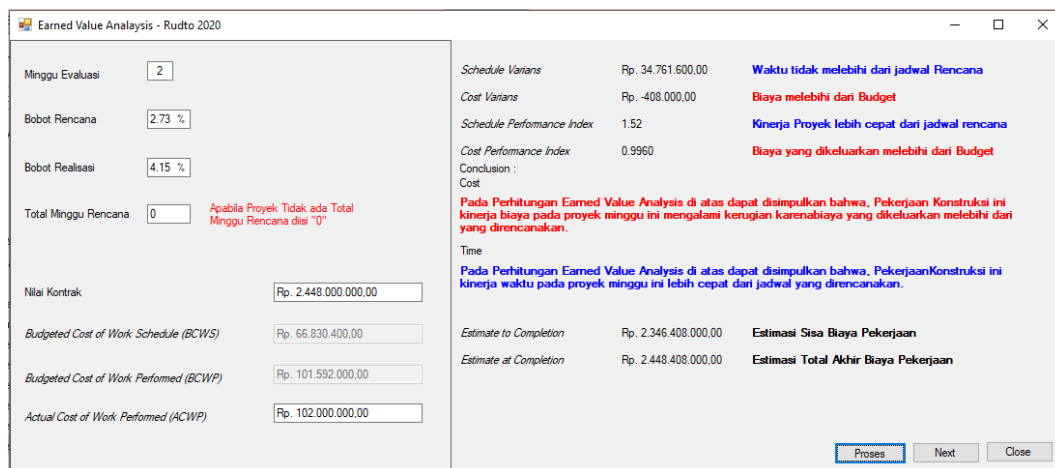 Earned Value Analaysis - Rudto 2020
Minggu Evaluasi 2
Bobot Rencana 2.73 %
Bobot Realisasi 4.15 %
Total Minggu Rencana 0 Apabila Proyek Tidak ada Total
Minggu Rencana diisi "0"
Nilai Kontrak Rp. 2.448.000.000,00
Budgeted Cost of Work Schedule (BCWS) Rp. 66.830.400,00
Budgeted Cost of Work Performed (BCWP) Rp. 101.592.000,00
Actual Cost of Work Performed (ACWP) Rp. 102.000.000,00
Schedule Varians Rp. 34.761.600,00 Waktu tidak melebihi dari jadwal Rencana
Cost Varians Rp. -408.000,00 Biaya melebihi dari Budget
Schedule Performance Index 1.52 Kinerja Proyek lebih cepat dari jadwal rencana
Cost Performance Index 0.9960 Biaya yang dikeluarkan melebihi dari Budget
Conclusion :
Cost
Pada Perhitungan Earned Value Analysis di atas dapat disimpulkan bahwa, Pekerjaan Konstruksi ini
kinerja biaya pada proyek minggu ini mengalami kerugian karenabiaya yang dikeluarkan melebihi dari
yang direncanakan.
Time
Pada Perhitungan Earned Value Analysis di atas dapat disimpulkan bahwa, PekerjaanKonstruksi ini
kinerja waktu pada proyek minggu ini lebih cepat dari jadwal yang direncanakan.
Estimate to Completion Rp. 2.346.408.000,00 Estimasi Sisa Biaya Pekerjaan
Estimate at Completion Rp. 2.448.408.000,00 Estimasi Total Akhir Biaya Pekerjaan
Proses Next Close